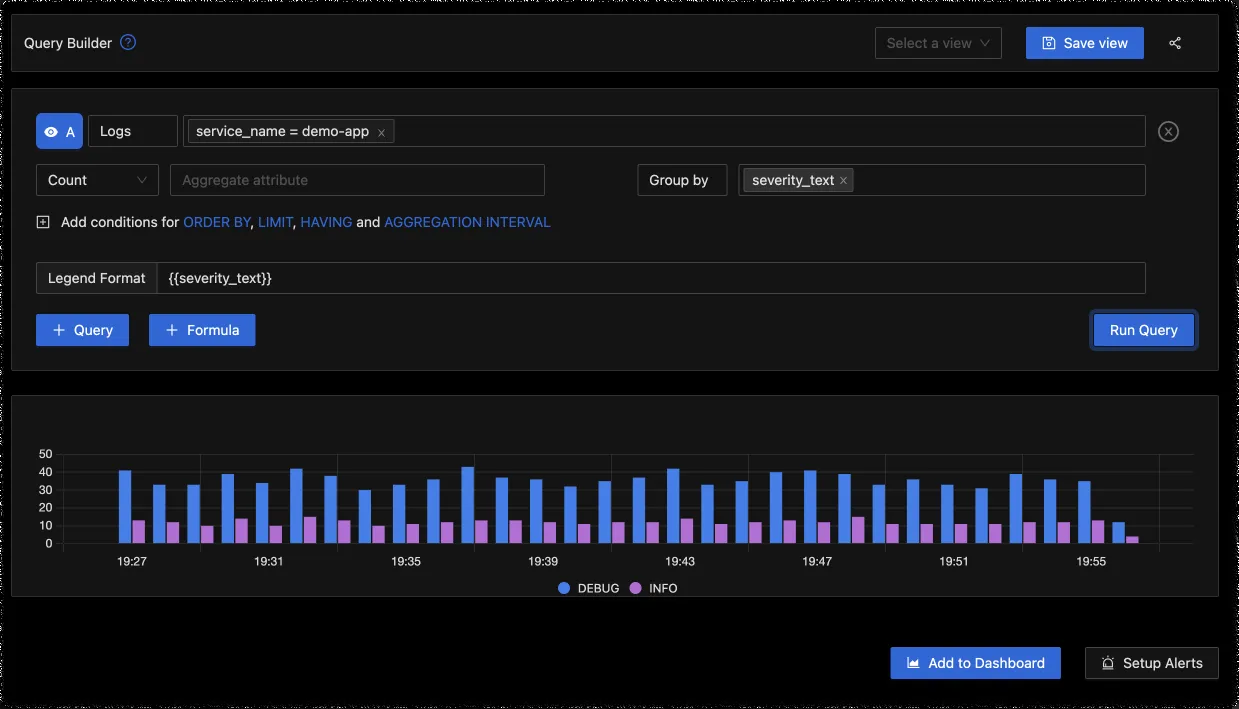 Query Builder ? Select a view Save view
A Logs service_name = demo-app x
Count Aggregate attribute Group by severity_text x
Add conditions for ORDER BY, LIMIT, HAVING and AGGREGATION INTERVAL
Legend Format {{severity_text}}
+ Query + Formula Run Query
50
40
30
20
10
0
19:27 19:31 19:35 19:39 19:43 19:47 19:51 19:55
DEBUG INFO
Add to Dashboard Setup Alerts